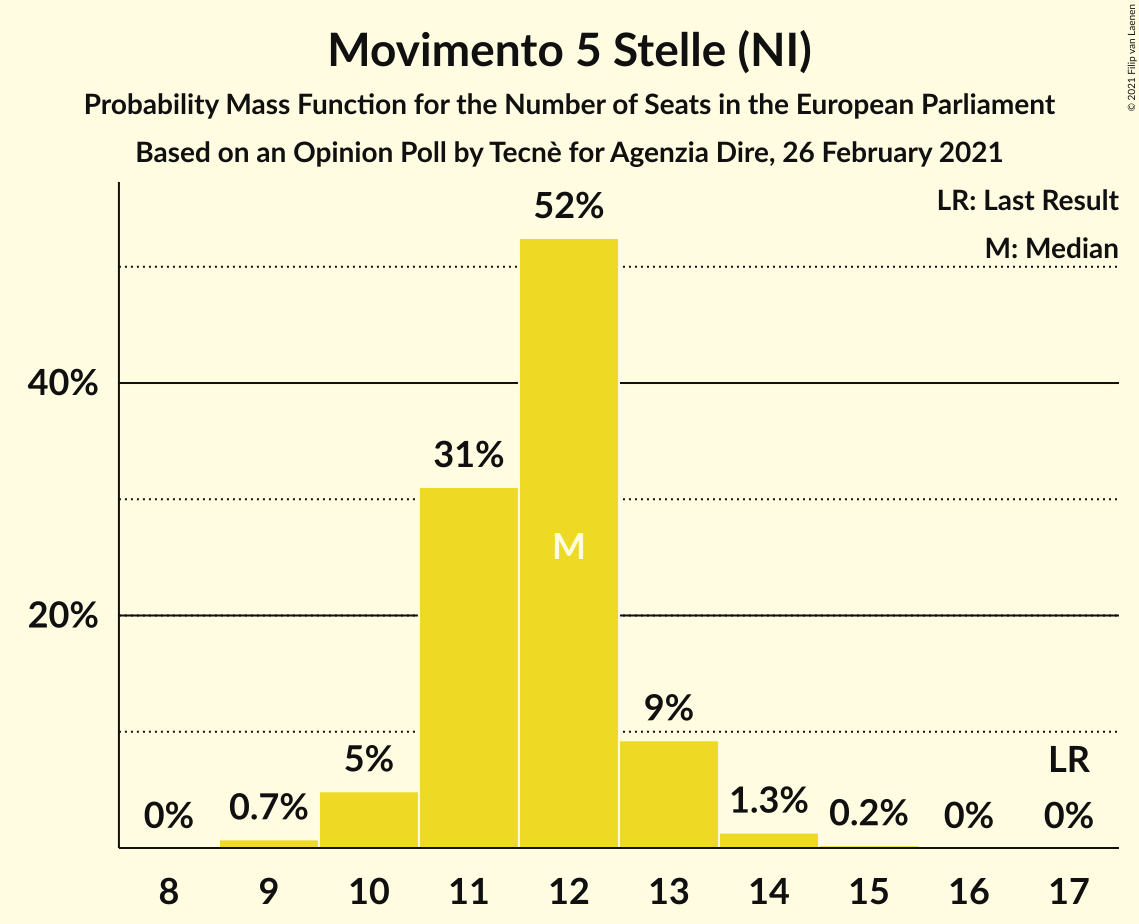 Movimento 5 Stelle (NI)
Probability Mass Function for the Number of Seats in the European Parliament
Based on an Opinion Poll by Tecnè for Agenzia Dire, 26 February 2021
© 2021 Filip van Laenen
LR: Last Result
M: Median
52%
40%
31%
M
20%
9%
5%
LR
0%
0.7%
1.3%
0.2%
0%
0%
8 9 10 11 12 13 14 15 16 17